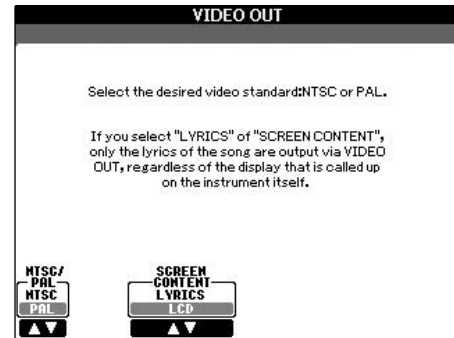 VIDEO OUT
Select the desired video standard:NTSC or PAL.
If you select "LYRICS" of "SCREEN CONTENT",
only the lyrics of the song are output via VIDEO
OUT, regardless of the display that is called up
on the instrument itself.
NTSC/
PAL
NTSC
PAL
SCREEN
CONTENT
LYRICS
LCD